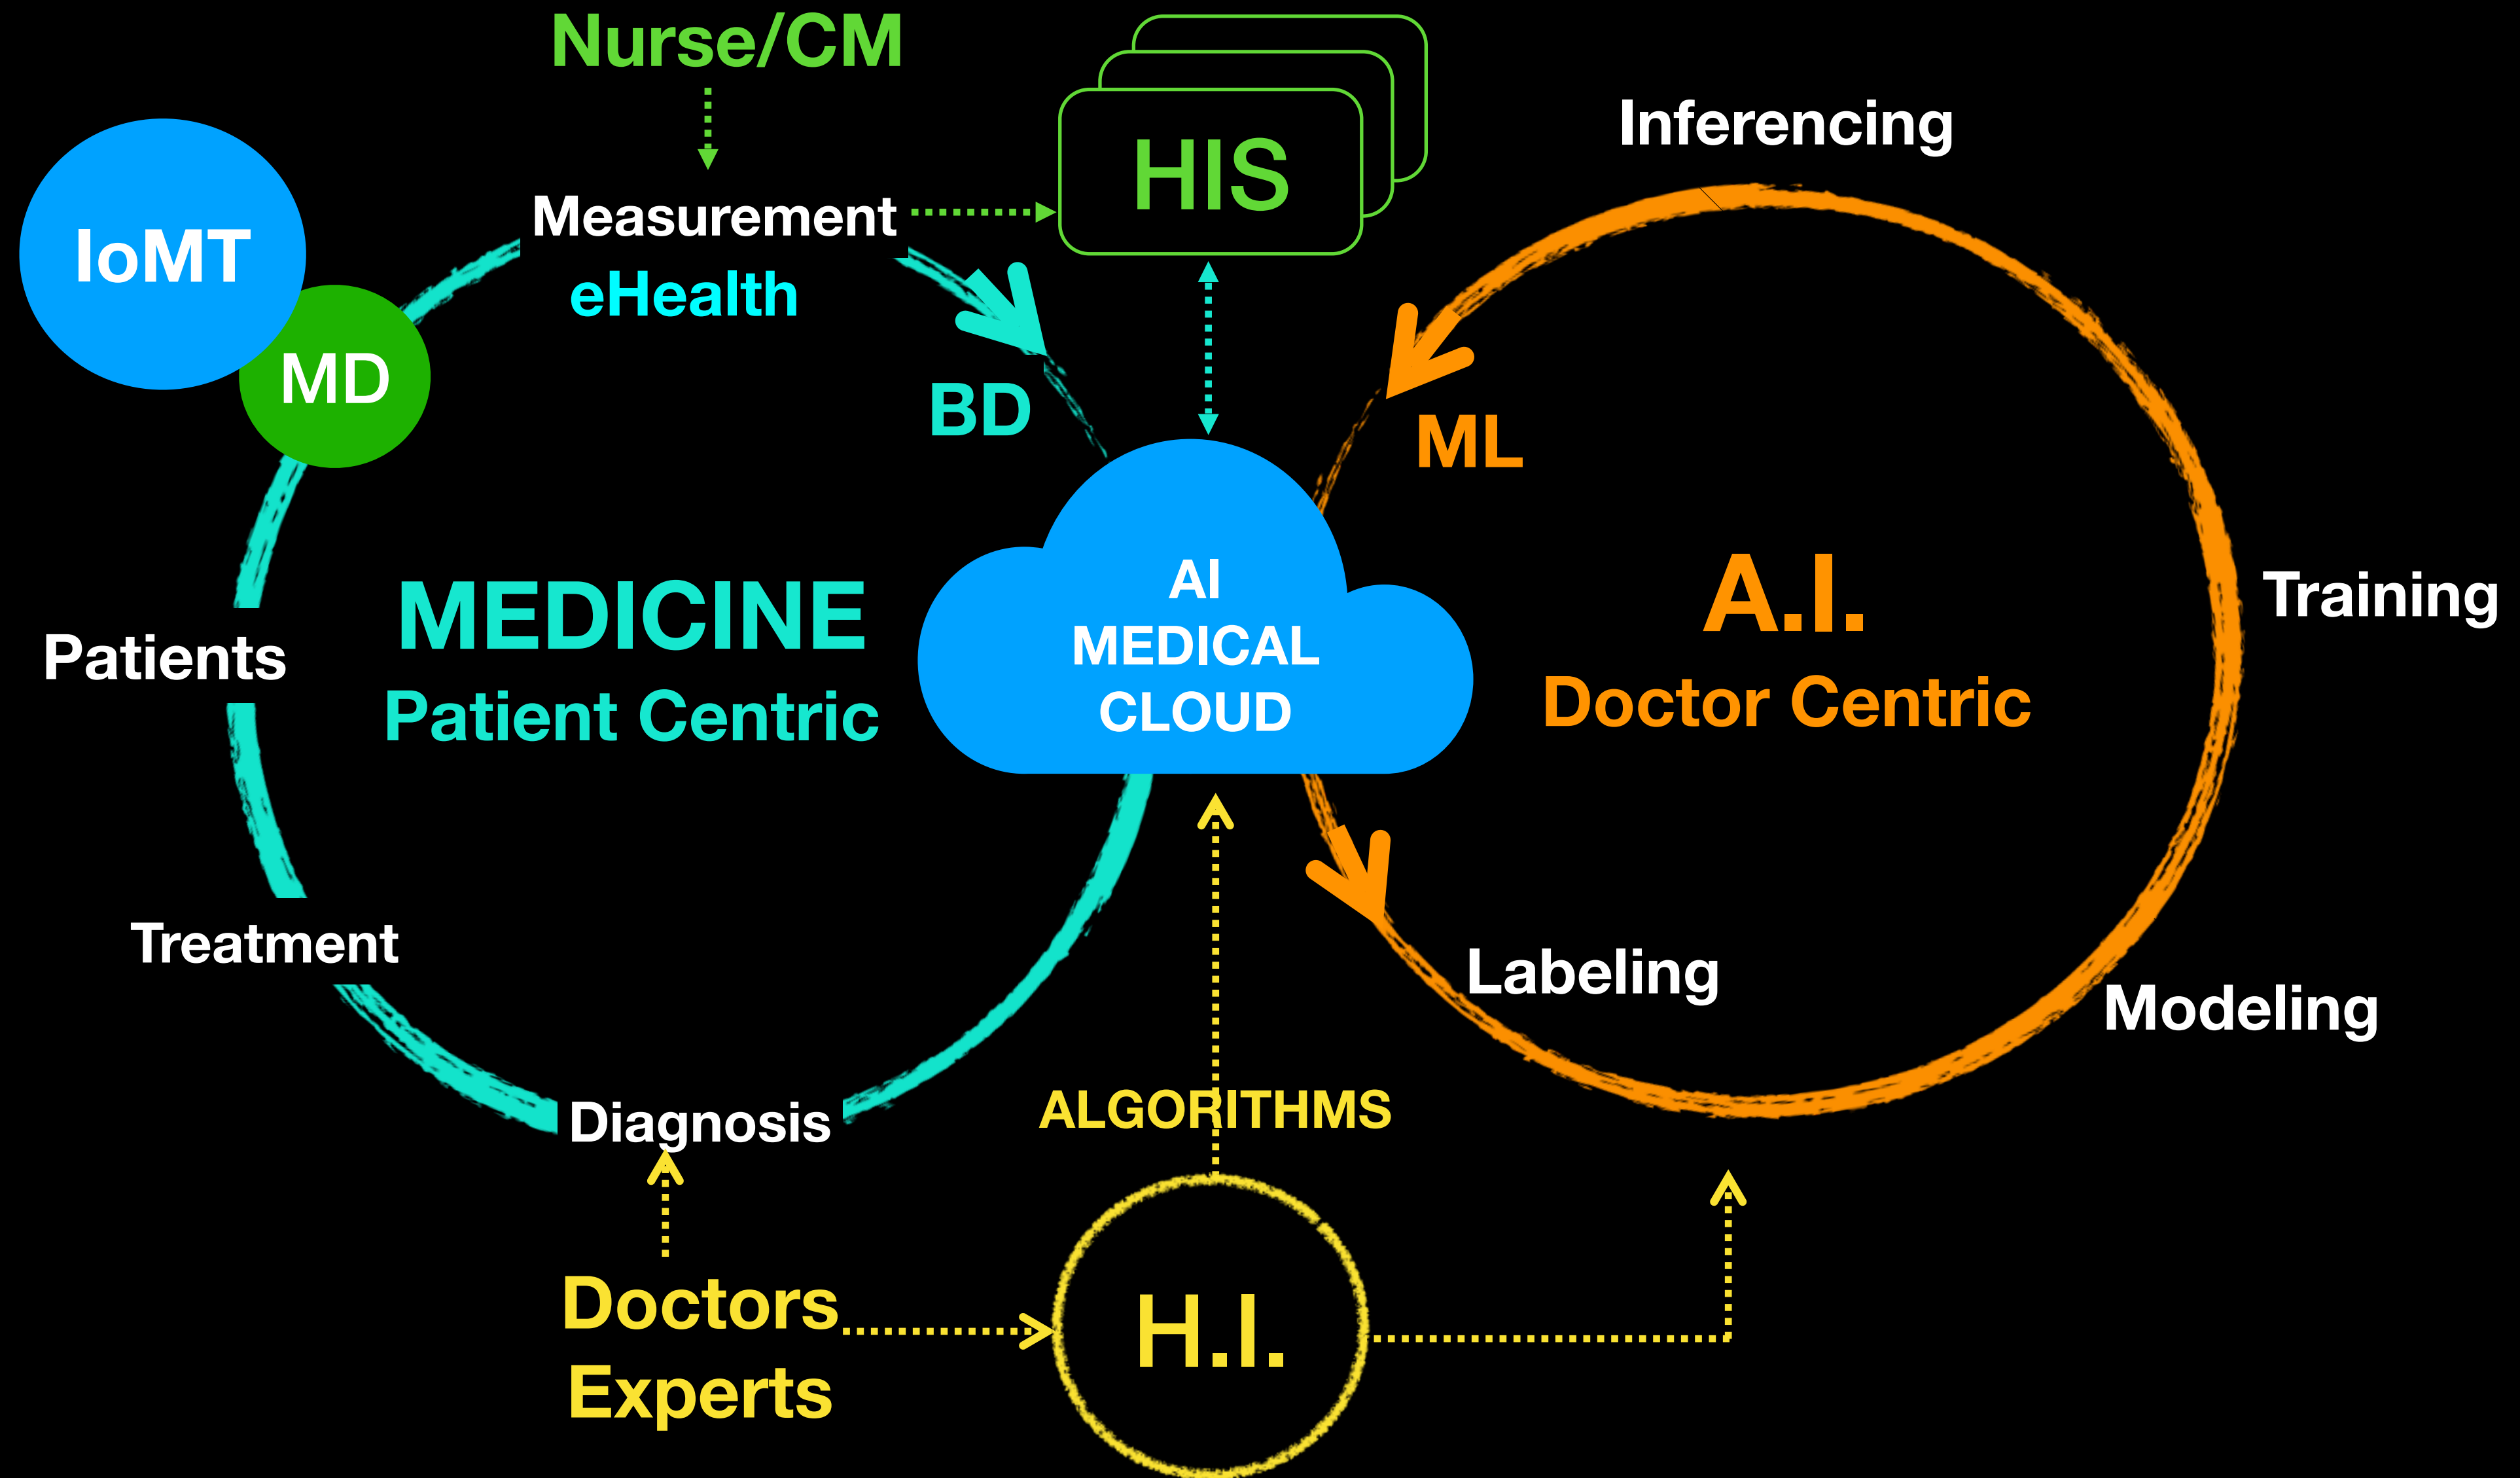 Nurse/CM
HIS
Inferencing
IoMT
Measurement
eHealth
MD
BD
ML
AI
MEDICAL
CLOUD
MEDICINE
Patient Centric
A.I.
Doctor Centric
Training
Patients
Treatment
Labeling
Modeling
Diagnosis
ALGORITHMS
Doctors
Experts
H.I.